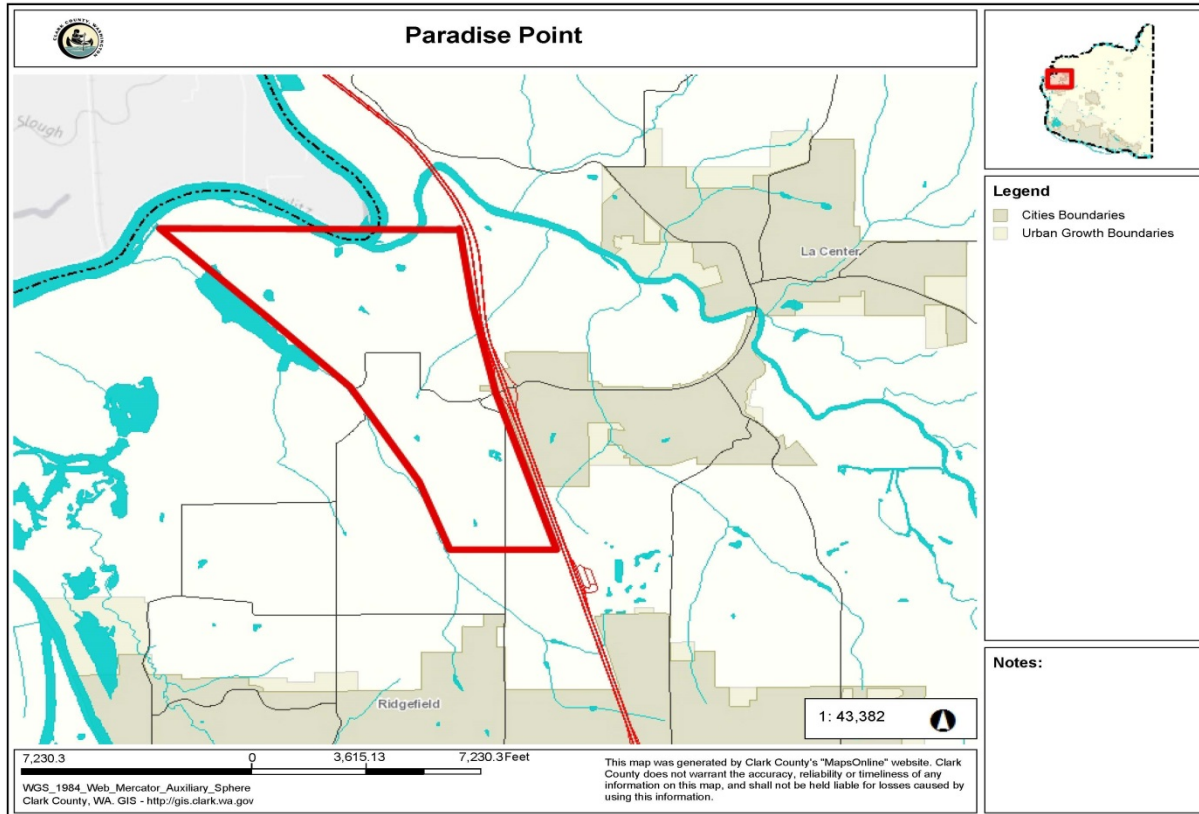 CLARK COUNTY, WASHINGTON
Paradise Point
Slough
La Center
Ridgefield
1: 43,382
Legend
Cities Boundaries
Urban Growth Boundaries
Notes:
7,230.3 0 3,615.13 7,230.3 Feet
WGS_1984_Web_Mercator_Auxiliary_Sphere
Clark County, WA. GIS - http://gis.clark.wa.gov
This map was generated by Clark County's "MapsOnline" website. Clark
County does not warrant the accuracy, reliability or timeliness of any
information on this map, and shall not be held liable for losses caused by
using this information.